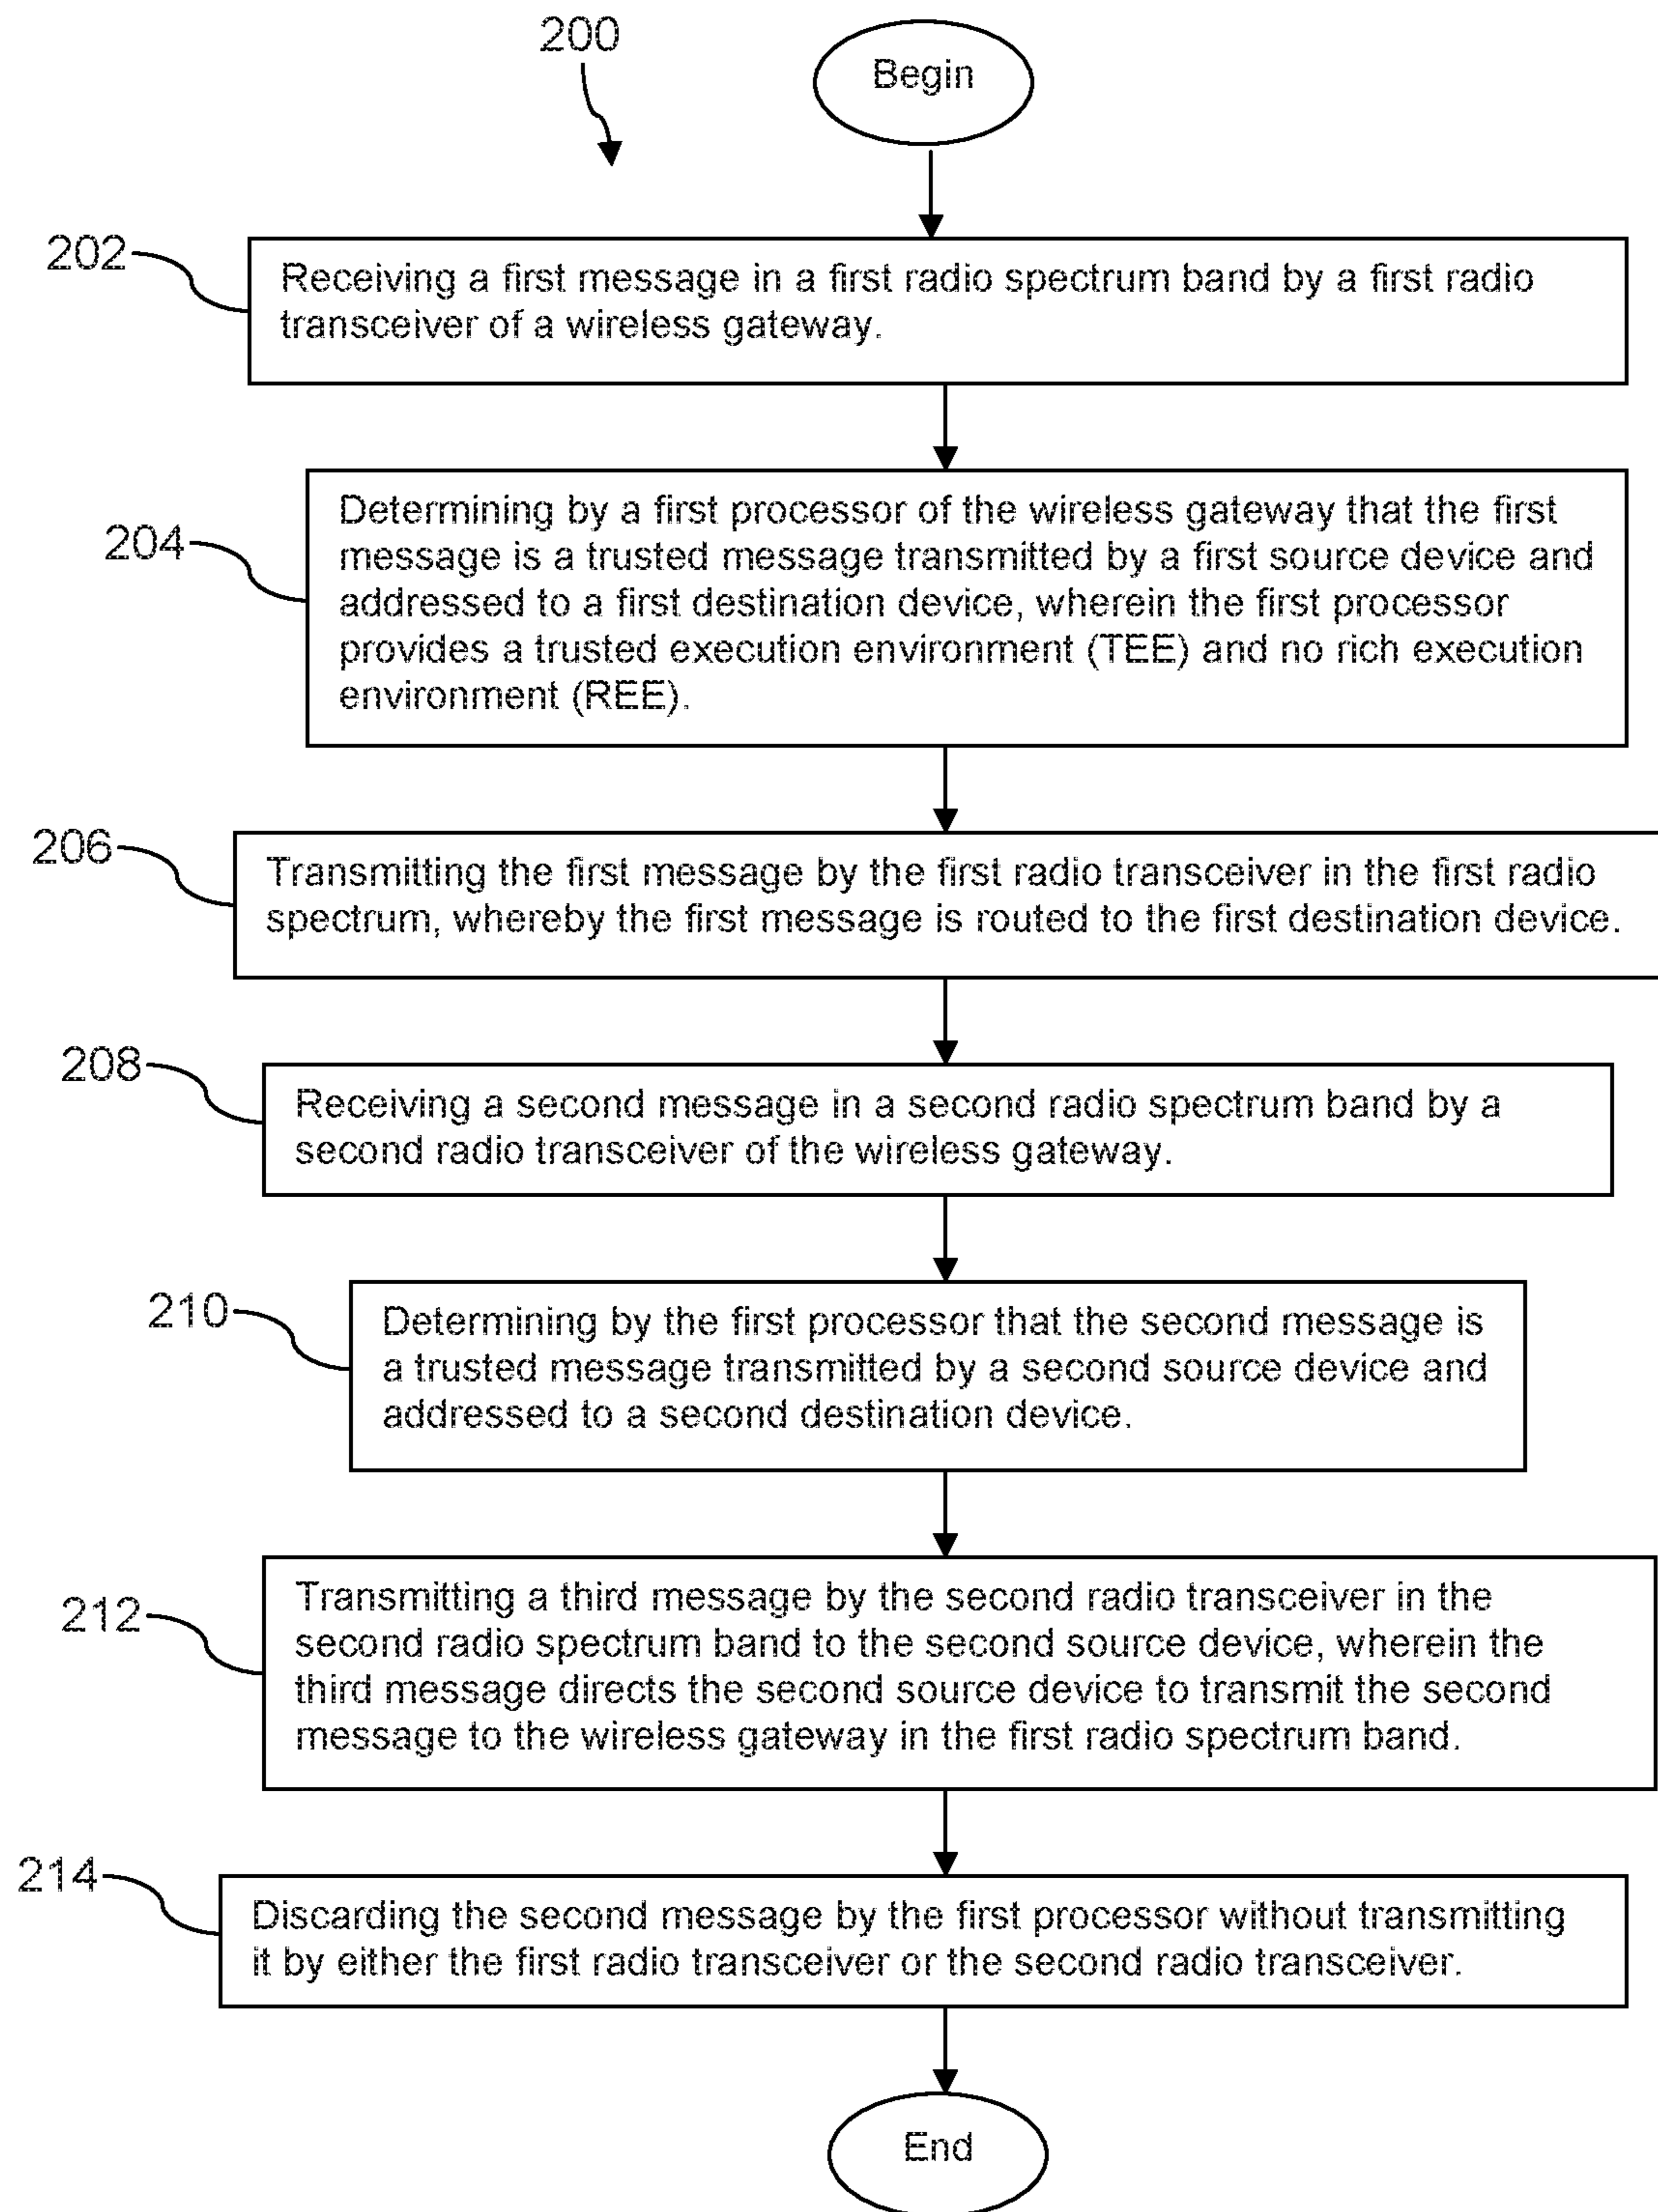 200
Begin
202
Receiving a first message in a first radio spectrum band by a first radio
transceiver of a wireless gateway.
204
Determining by a first processor of the wireless gateway that the first
message is a trusted message transmitted by a first source device and
addressed to a first destination device, wherein the first processor
provides a trusted execution environment (TEE) and no rich execution
environment (REE).
206
Transmitting the first message by the first radio transceiver in the first radio
spectrum, whereby the first message is routed to the first destination device.
208
Receiving a second message in a second radio spectrum band by a
second radio transceiver of the wireless gateway.
210
Determining by the first processor that the second message is
a trusted message transmitted by a second source device and
addressed to a second destination device.
212
Transmitting a third message by the second radio transceiver in the
second radio spectrum band to the second source device, wherein the
third message directs the second source device to transmit the second
message to the wireless gateway in the first radio spectrum band.
214
Discarding the second message by the first processor without transmitting
it by either the first radio transceiver or the second radio transceiver.
End